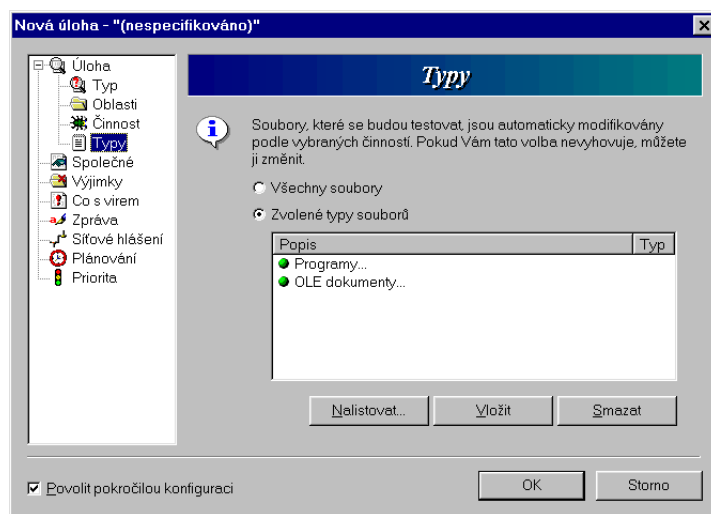 Nová úloha - "(nespecifikováno)"
Úloha
Typ
Oblasti
Činnost
Typy
Společné
Výjimky
Co s virem
Zpráva
Síťové hlášení
Plánování
Priorita
Typy
Soubory, které se budou testovat, jsou automaticky modifikovány
podle vybraných činností. Pokud Vám tato volba nevyhovuje, můžete
ji změnit.
Všechny soubory
Zvolené typy souborů
Popis Typ
Programy...
OLE dokumenty...
Nalistovat... Vložit Smazat
Povolit pokročilou konfiguraci OK Storno